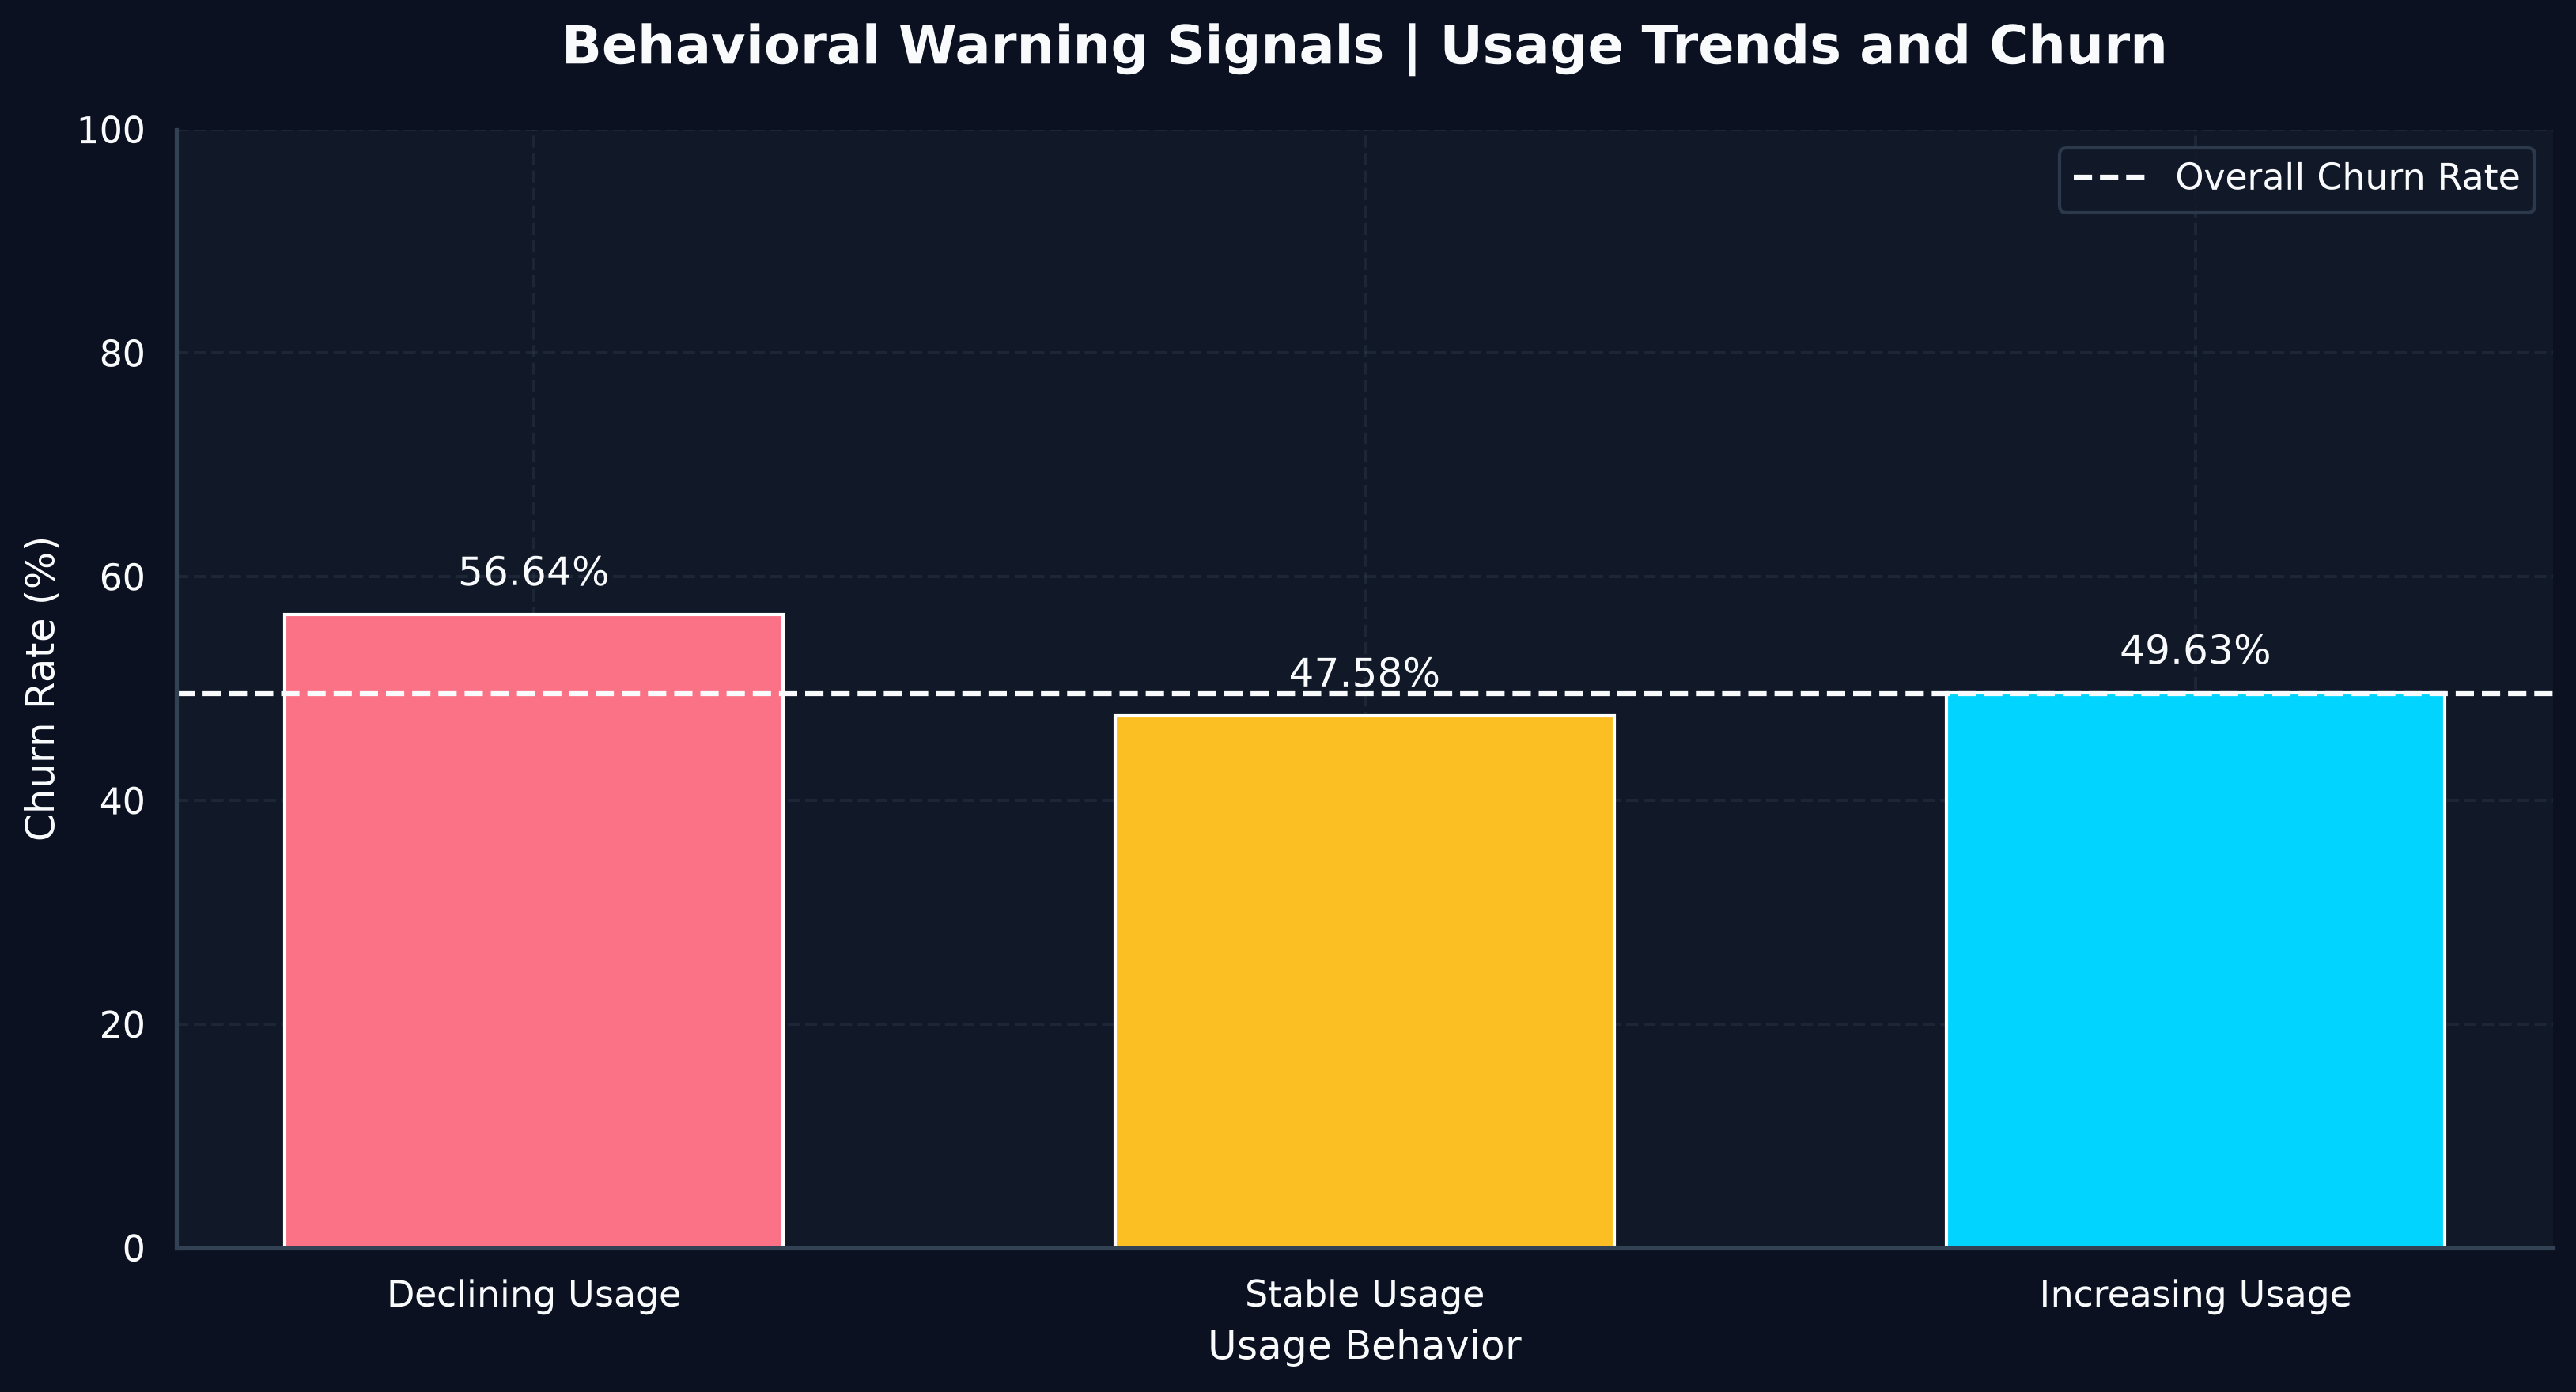 Behavioral Warning Signals | Usage Trends and Churn
Overall Churn Rate
Churn Rate (%)
100
80
60
40
20
0
56.64%
47.58%
49.63%
Declining Usage
Stable Usage
Increasing Usage
Usage Behavior